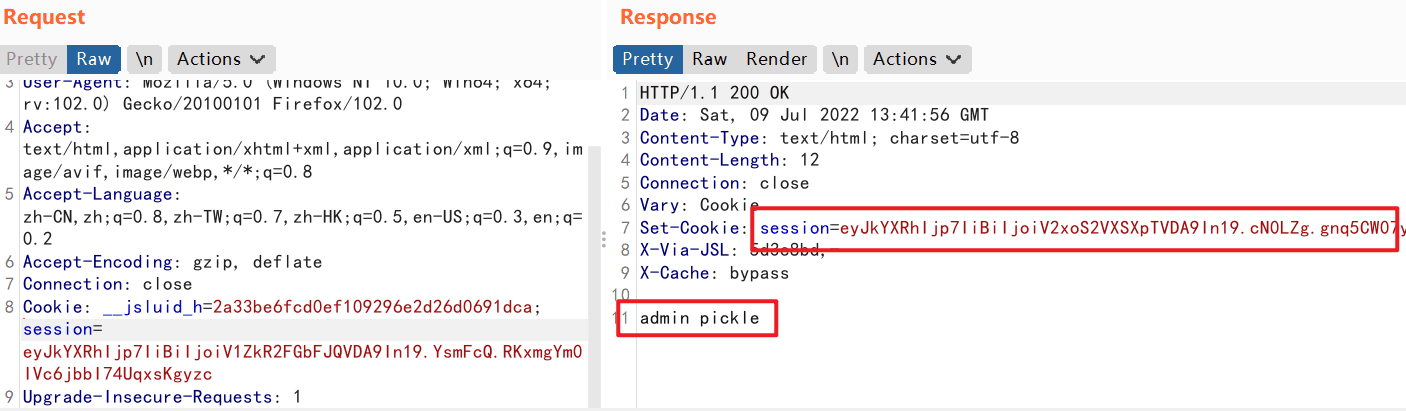 Request
Pretty Raw \n Actions
3 User-Agent: Mozilla/5.0 (Windows NT 10.0; Win64; x64;
rv:102.0) Gecko/20100101 Firefox/102.0
4 Accept:
text/html,application/xhtml+xml,application/xml;q=0.9,im
age/avif,image/webp,*/*;q=0.8
5 Accept-Language:
zh-CN,zh;q=0.8,zh-TW;q=0.7,zh-HK;q=0.5,en-US;q=0.3,en;q=
0.2
6 Accept-Encoding: gzip, deflate
7 Connection: close
8 Cookie: __jsluid_h=2a33be6fcd0ef109296e2d26d0691dca;
session=
eyJkYXRhIjp7IiBiIjoiV1ZkR2FGbFJQVDA9In19.YsmFcQ.RKxmgYm0
IVc6jbbI74UqxsKgyzc
9 Upgrade-Insecure-Requests: 1
Response
Pretty Raw Render \n Actions
1 HTTP/1.1 200 OK
2 Date: Sat, 09 Jul 2022 13:41:56 GMT
3 Content-Type: text/html; charset=utf-8
4 Content-Length: 12
5 Connection: close
6 Vary: Cookie
7 Set-Cookie: session=eyJkYXRhIjp7IiBiIjoiV2xoS2VXSXpTVDA9In19.cN0LZg.gnq5CWO7y
8 X-Via-JSL: 5d3e8bd,-
9 X-Cache: bypass
10
11 admin pickle